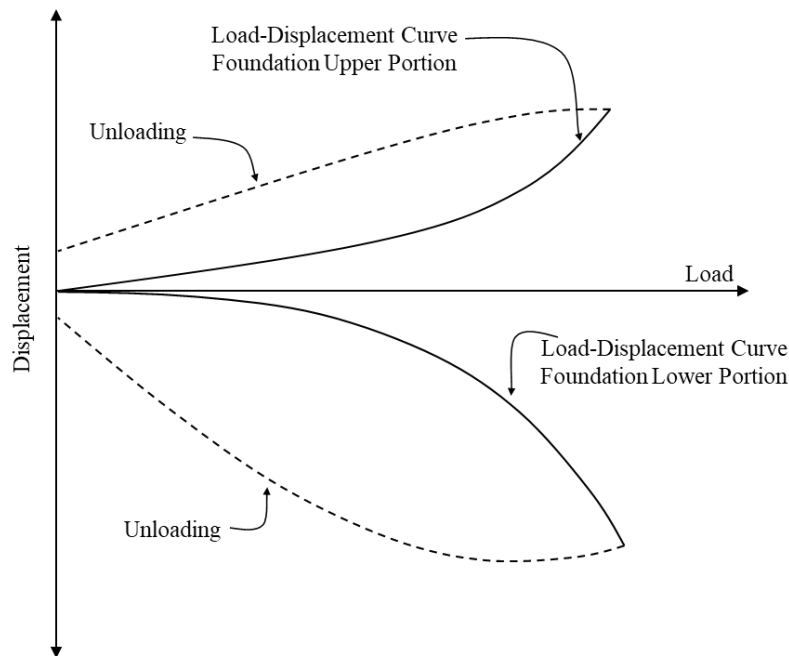 Load-Displacement Curve
Foundation Upper Portion
Unloading
Load
Displacement
Load-Displacement Curve
Foundation Lower Portion
Unloading